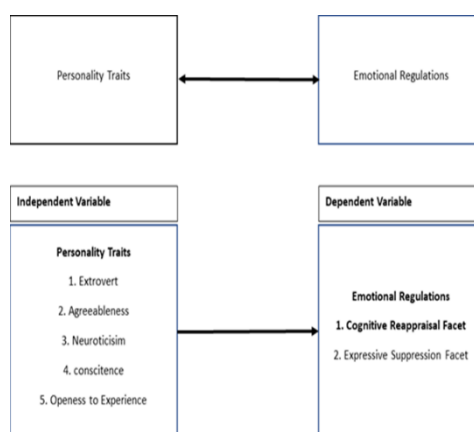 Personality Traits
Emotional Regulations
Independent Variable
Personality Traits
1. Extrovert
2. Agreeableness
3. Neuroticisim
4. conscitence
5. Openess to Experience
Dependent Variable
Emotional Regulations
1. Cognitive Reappraisal Facet
2. Expressive Suppression Facet